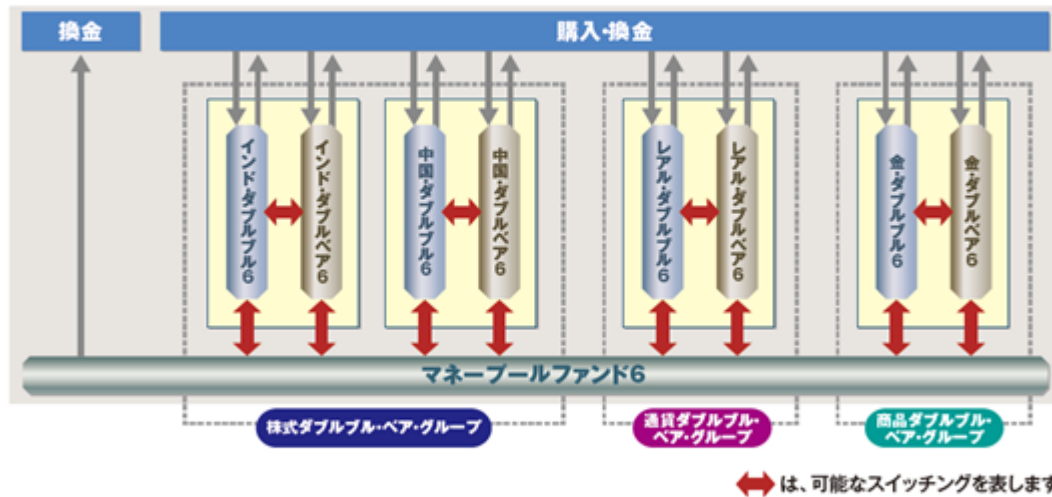 換金
購入・換金
インド・ダブルブル6
インド・ダブルベア6
中国・ダブルブル6
中国・ダブルベア6
レアル・ダブルブル6
レアル・ダブルベア6
金・ダブルブル6
金・ダブルベア6
マネープールファンド6
株式ダブルブル・ベア・グループ
通貨ダブルブル・
ベア・グループ
商品ダブルブル・
ベア・グループ
は、可能なスイッチングを表します